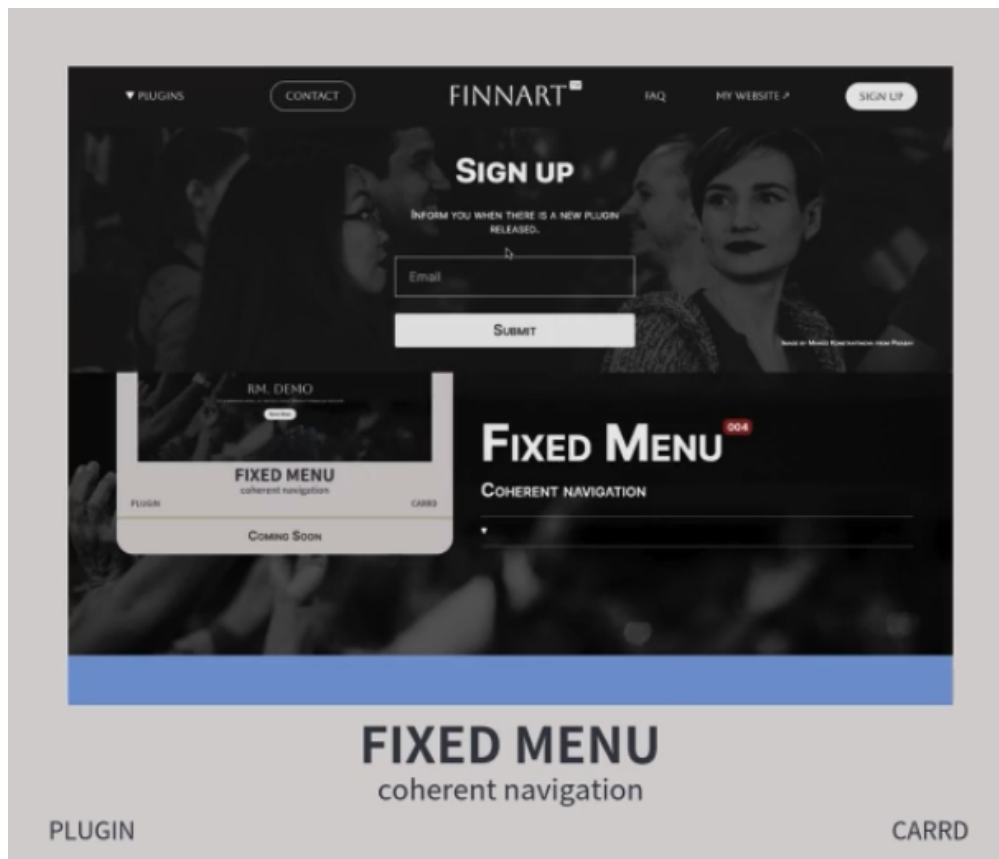 ▼ PLUGINS
CONTACT
FINNART
FAQ
MY WEBSITE ↗
SIGN UP
SIGN UP
INFORM YOU WHEN THERE IS A NEW PLUGIN
RELEASED.
Email
SUBMIT
RM. DEMO
FIXED MENU
coherent navigation
PLUGIN
CARRD
COMING SOON
FIXED MENU
004
COHERENT NAVIGATION
FIXED MENU
coherent navigation
PLUGIN
CARRD